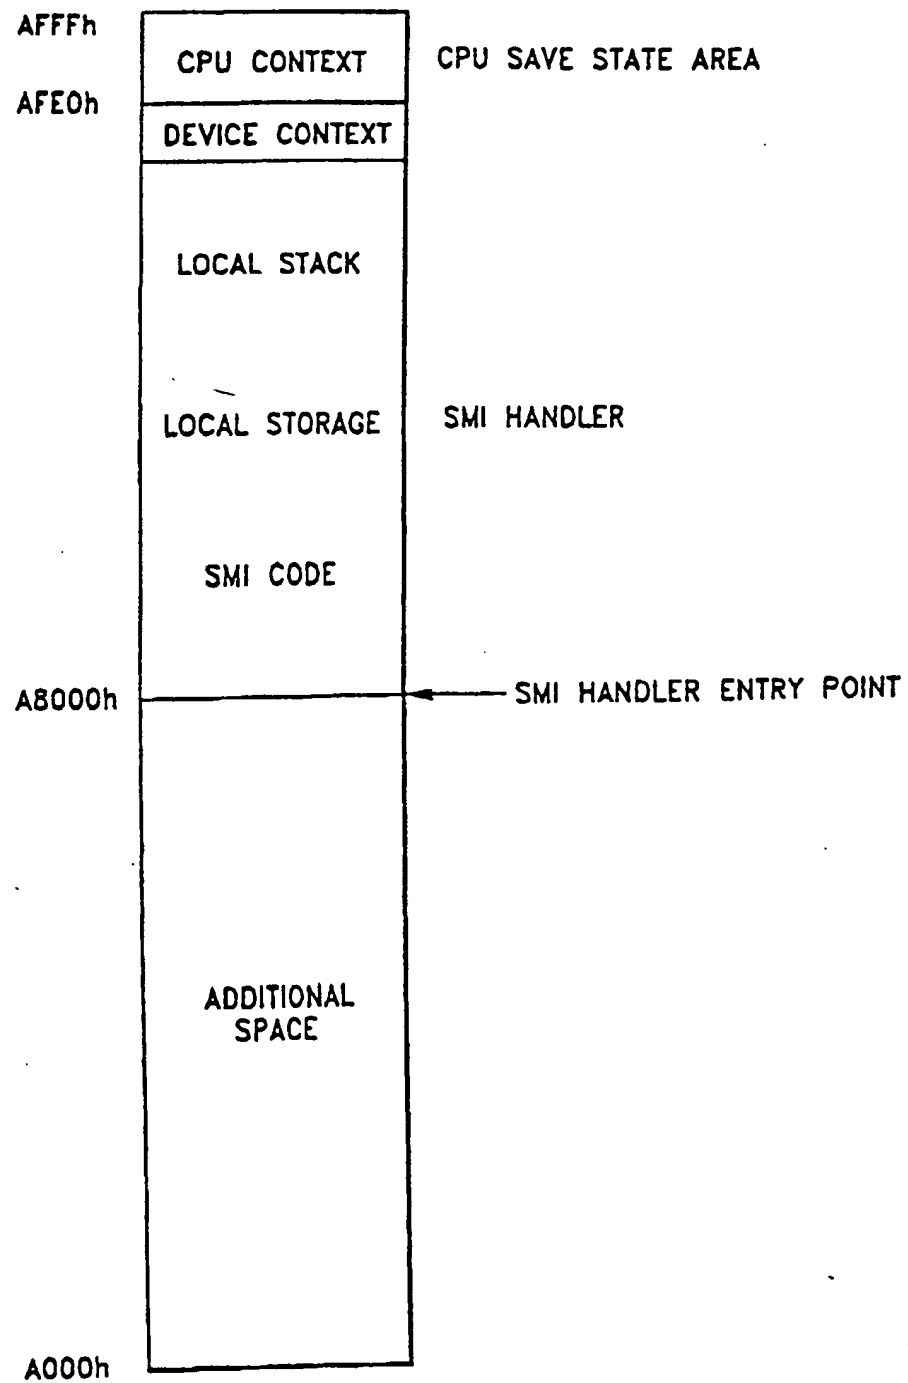 AFFFh
CPU CONTEXT
CPU SAVE STATE AREA
AFE0h
DEVICE CONTEXT
LOCAL STACK
LOCAL STORAGE
SMI HANDLER
SMI CODE
A8000h
SMI HANDLER ENTRY POINT
ADDITIONAL
SPACE
A000h